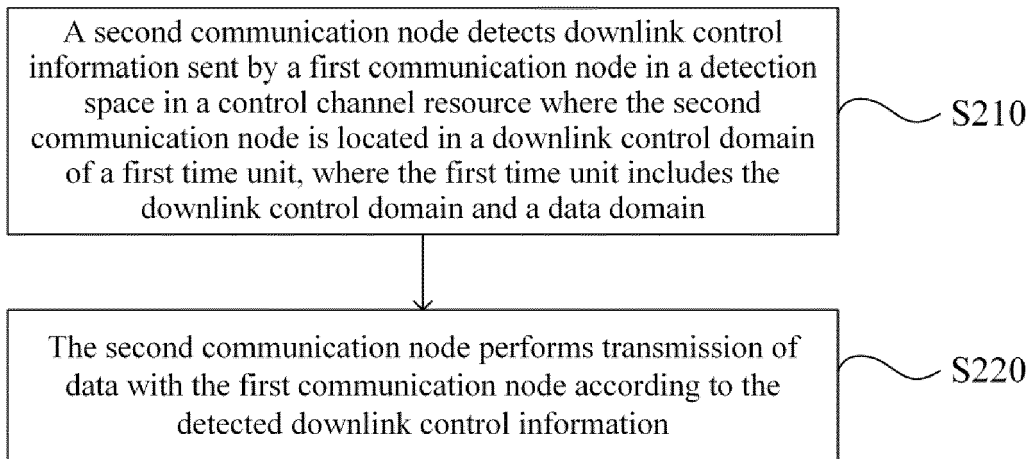 A second communication node detects downlink control
information sent by a first communication node in a detection
space in a control channel resource where the second
communication node is located in a downlink control domain
of a first time unit, where the first time unit includes the
downlink control domain and a data domain
S210
The second communication node performs transmission of
data with the first communication node according to the
detected downlink control information
S220